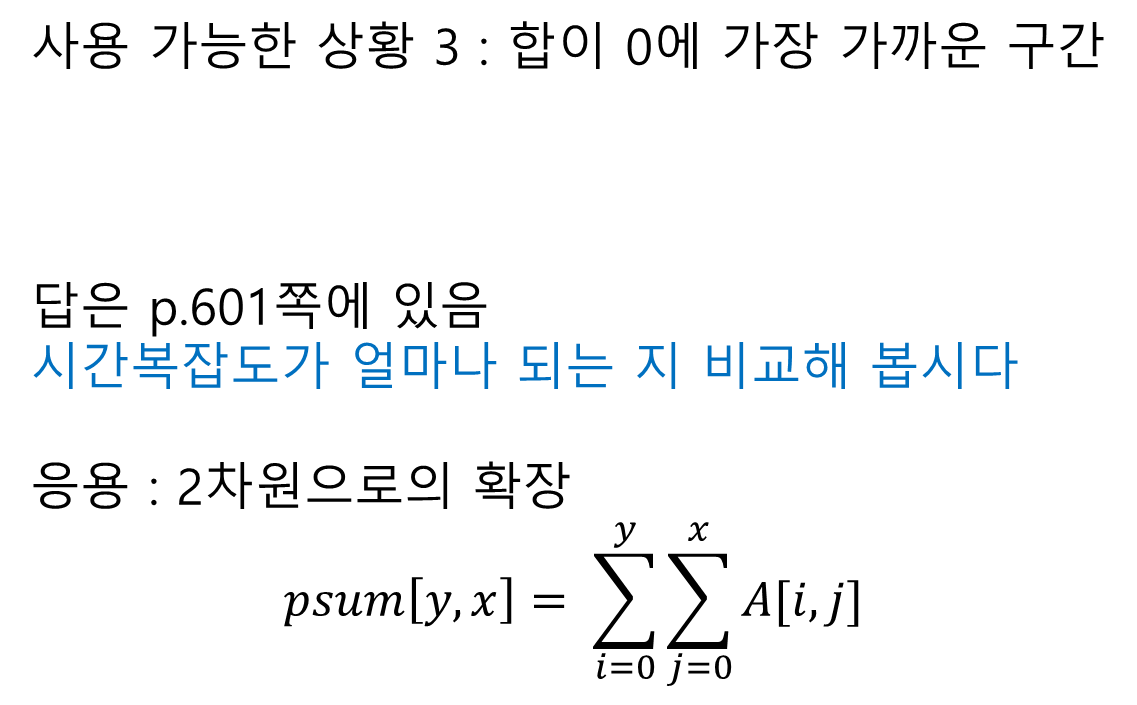 사용 가능한 상황 3 : 합이 0에 가장 가까운 구간
답은 p.601쪽에 있음
시간복잡도가 얼마나 되는 지 비교해 봅시다
응용 : 2차원으로의 확장
psum[y, x] = ∑_{i=0}^{y} ∑_{j=0}^{x} A[i, j]